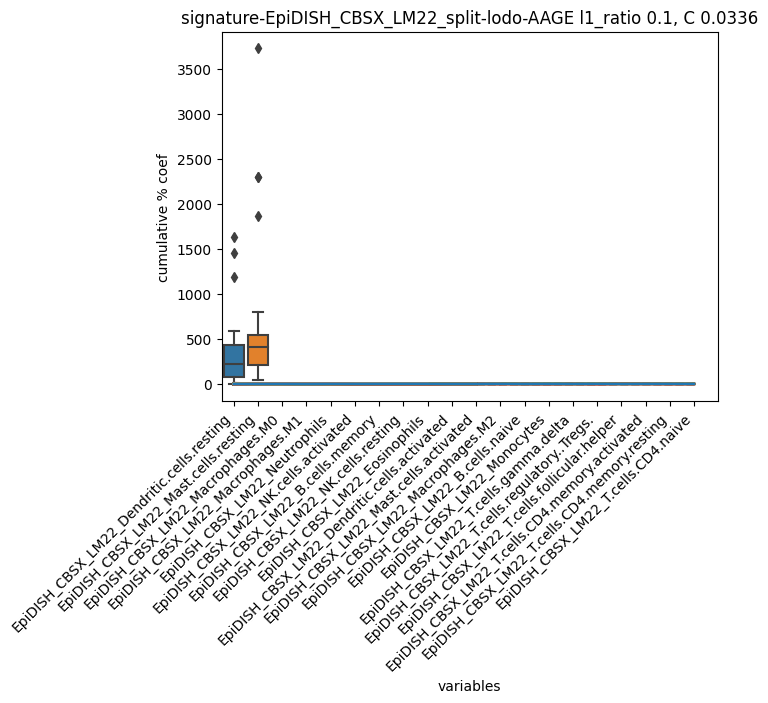 signature-EpiDISH_CBSX_LM22_split-lodo-AAGE l1_ratio 0.1, C 0.0336
cumulative % coef
3500
3000
2500
2000
1500
1000
500
0
EpiDISH_CBSX_LM22_Dendritic.cells.resting
EpiDISH_CBSX_LM22_Mast.cells.resting
EpiDISH_CBSX_LM22_Macrophages.M0
EpiDISH_CBSX_LM22_Macrophages.M1
EpiDISH_CBSX_LM22_Neutrophils
EpiDISH_CBSX_LM22_NK.cells.activated
EpiDISH_CBSX_LM22_B.cells.memory
EpiDISH_CBSX_LM22_NK.cells.resting
EpiDISH_CBSX_LM22_Eosinophils
EpiDISH_CBSX_LM22_Dendritic.cells.activated
EpiDISH_CBSX_LM22_Mast.cells.activated
EpiDISH_CBSX_LM22_Macrophages.M2
EpiDISH_CBSX_LM22_B.cells.naive
EpiDISH_CBSX_LM22_Monocytes
EpiDISH_CBSX_LM22_T.cells.gamma.delta
EpiDISH_CBSX_LM22_T.cells.regulatory..Tregs.
EpiDISH_CBSX_LM22_T.cells.follicular.helper
EpiDISH_CBSX_LM22_T.cells.CD4.memory.activated
EpiDISH_CBSX_LM22_T.cells.CD4.memory.resting
EpiDISH_CBSX_LM22_T.cells.CD4.naive
variables